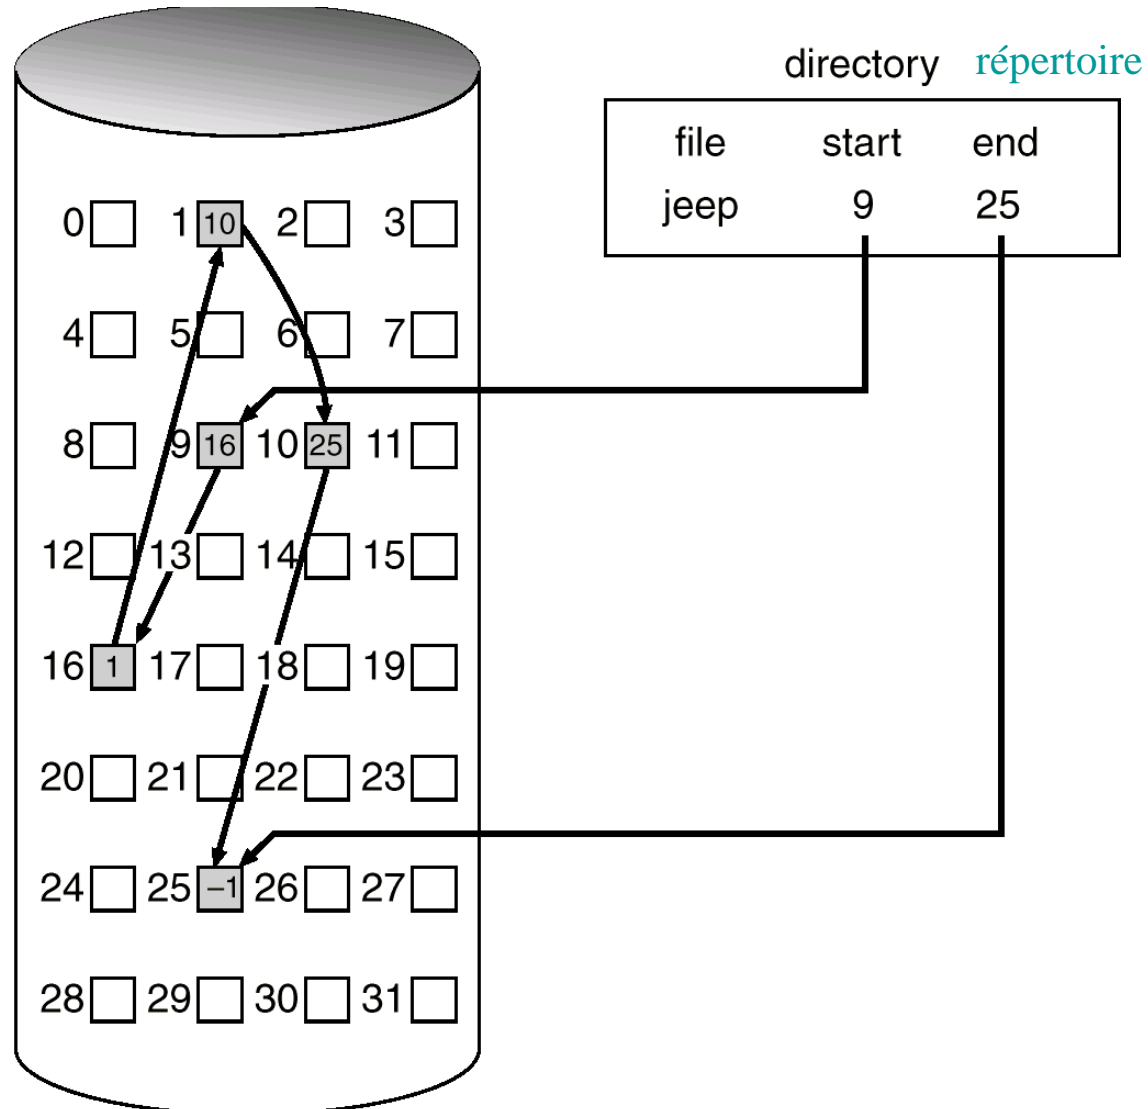 directory répertoire
file start end
jeep 9 25
0 1 10 2 3
4 5 6 7
8 9 16 10 25 11
12 13 14 15
16 1 17 18 19
20 21 22 23
24 25 –1 26 27
28 29 30 31